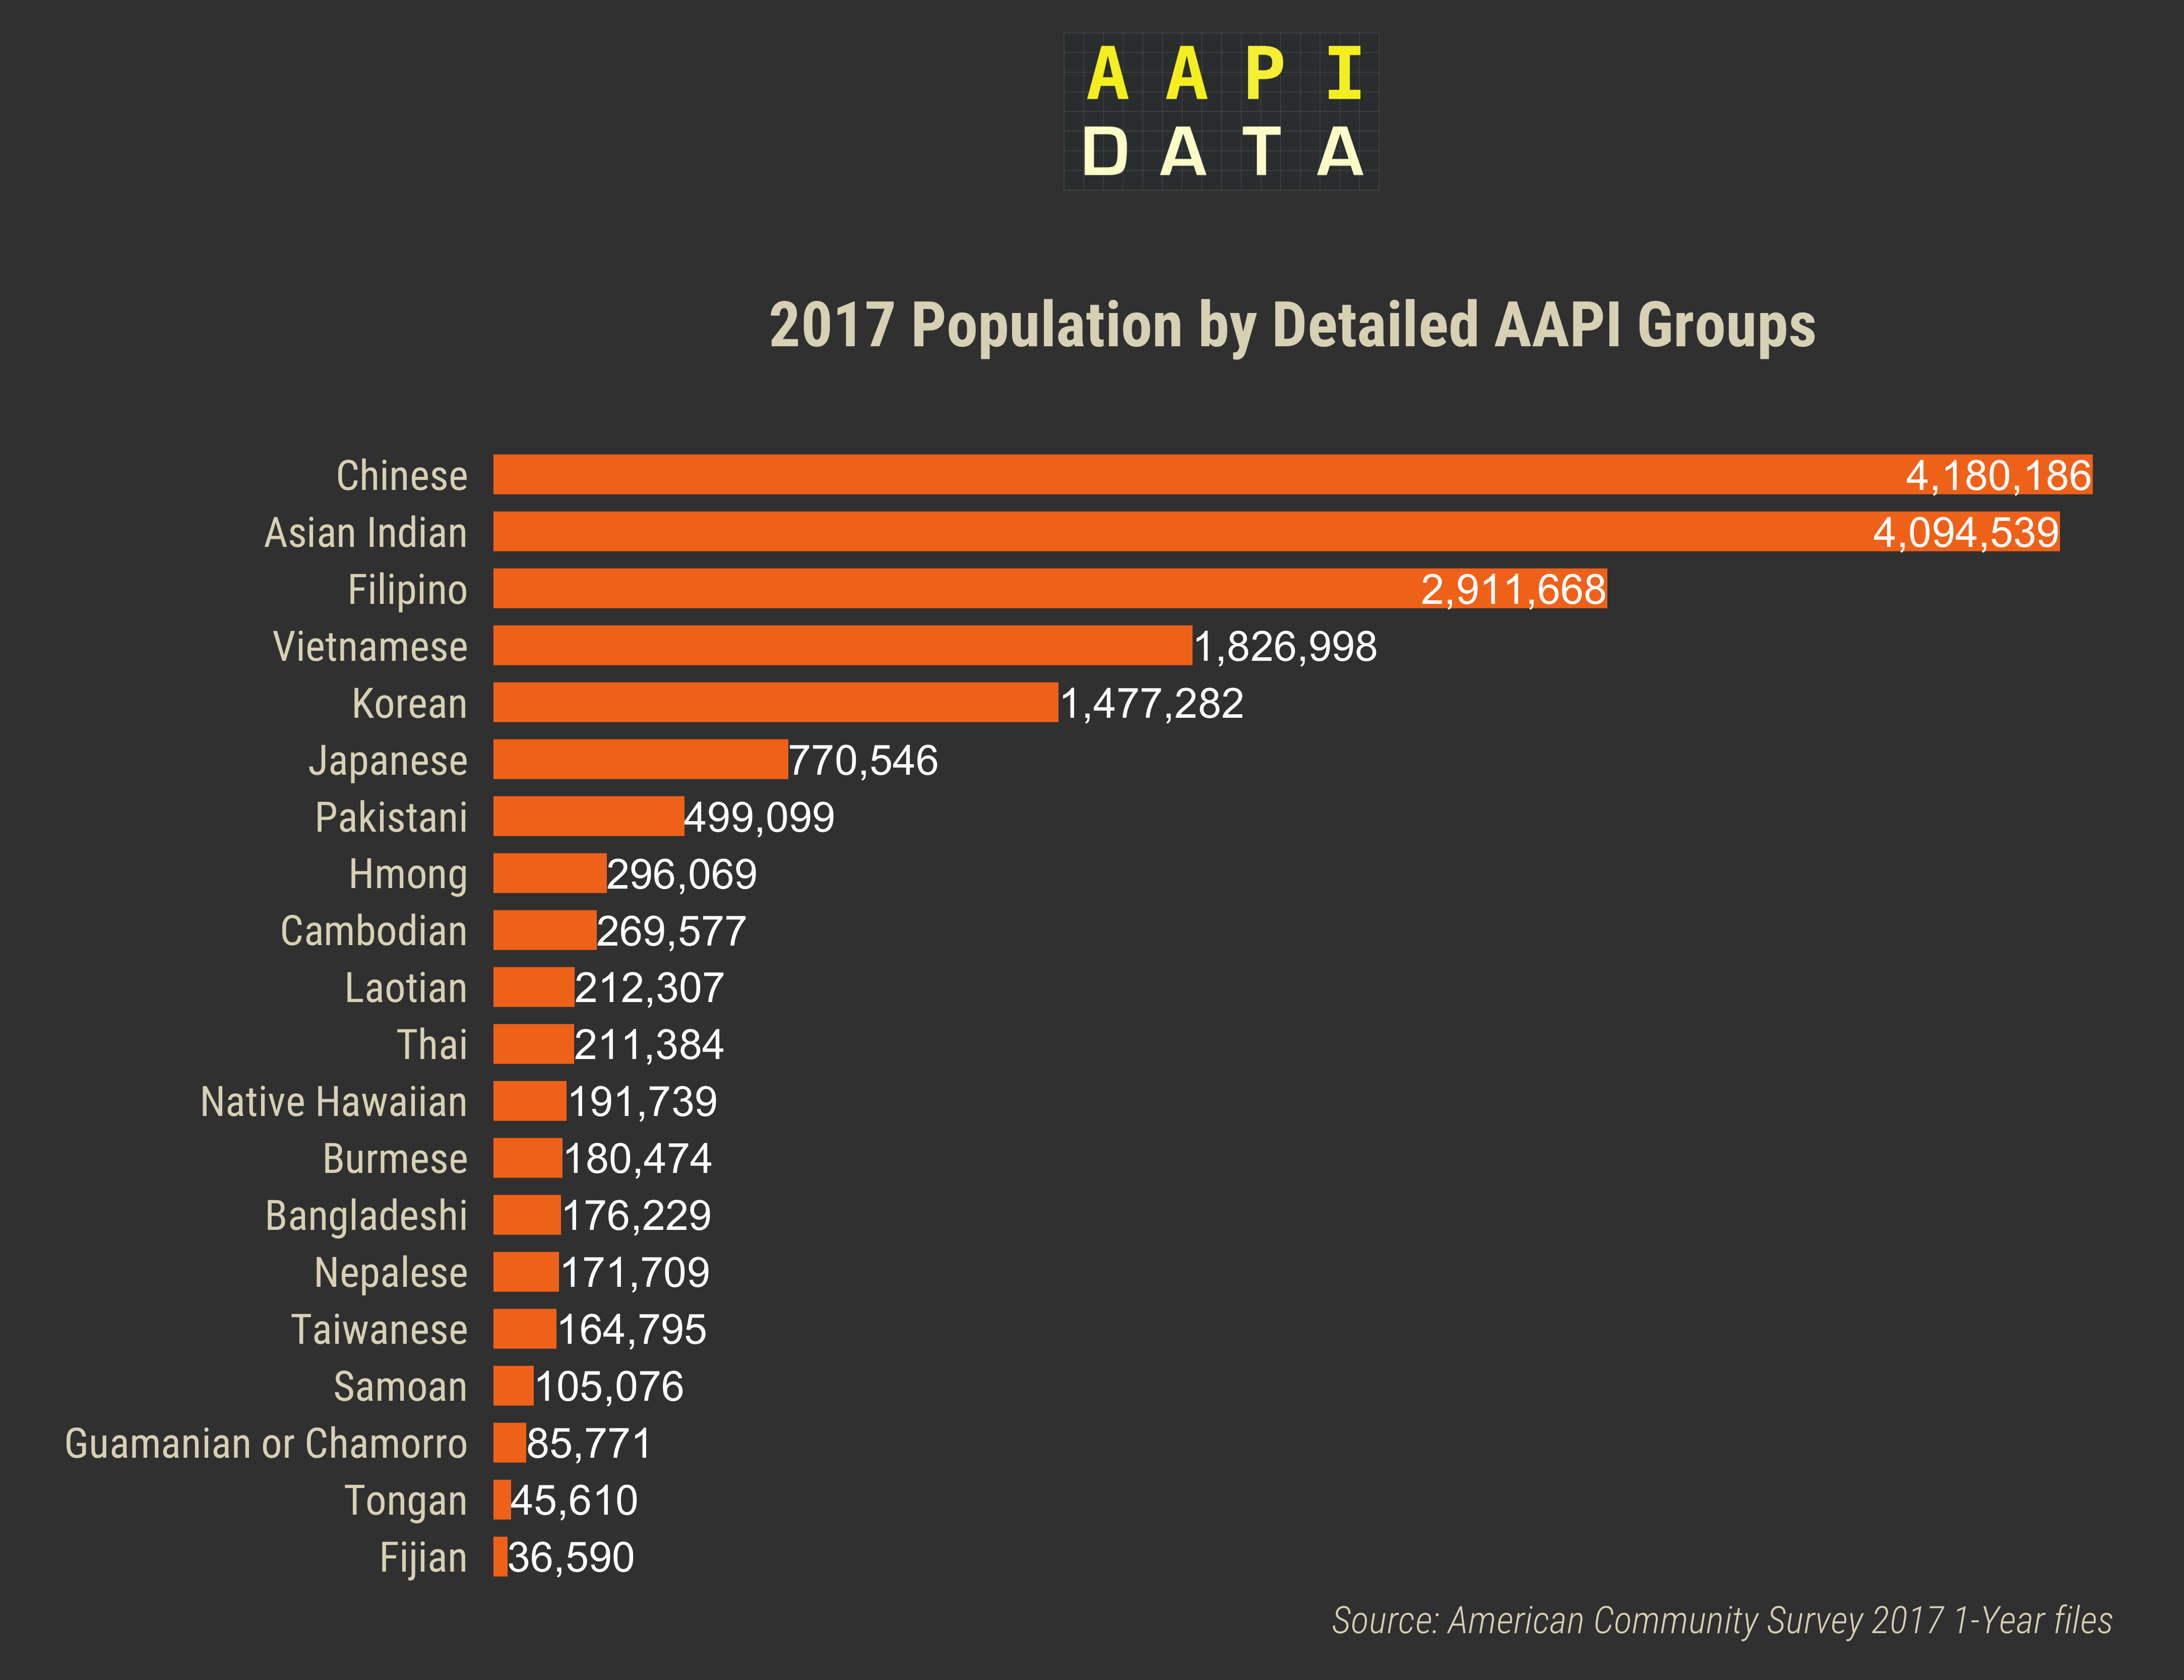 AAPI
DATA
2017 Population by Detailed AAPI Groups
Chinese 4,180,186
Asian Indian 4,094,539
Filipino 2,911,668
Vietnamese 1,826,998
Korean 1,477,282
Japanese 770,546
Pakistani 499,099
Hmong 296,069
Cambodian 269,577
Laotian 212,307
Thai 211,384
Native Hawaiian 191,739
Burmese 180,474
Bangladeshi 176,229
Nepalese 171,709
Taiwanese 164,795
Samoan 105,076
Guamanian or Chamorro 85,771
Tongan 45,610
Fijian 36,590
Source: American Community Survey 2017 1-Year files